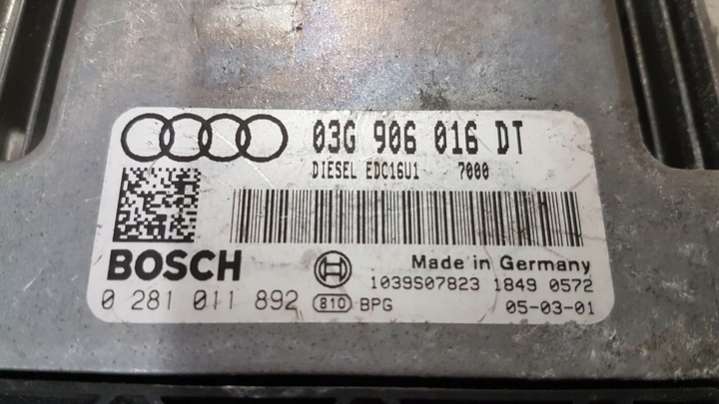 03G 906 016 DT
DIESEL EDC16U1 7000
BOSCH
Made in Germany
1039S07823 1849 0572
0 281 011 892 810 BPG 05-03-01